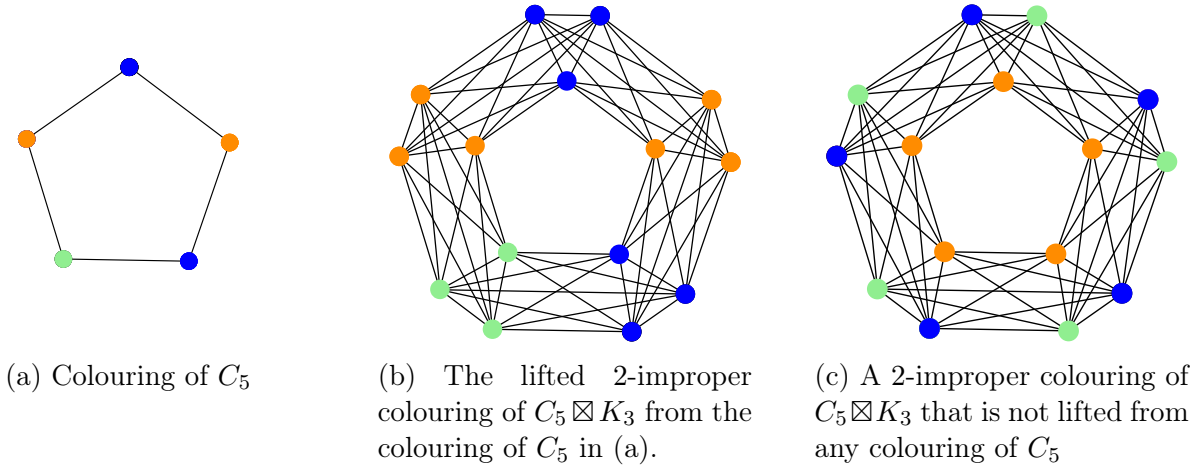 (a) Colouring of C₅
(b) The lifted 2-improper
colouring of C₅ ⊠ K₃ from the
colouring of C₅ in (a).
(c) A 2-improper colouring of
C₅⊠K₃ that is not lifted from
any colouring of C₅